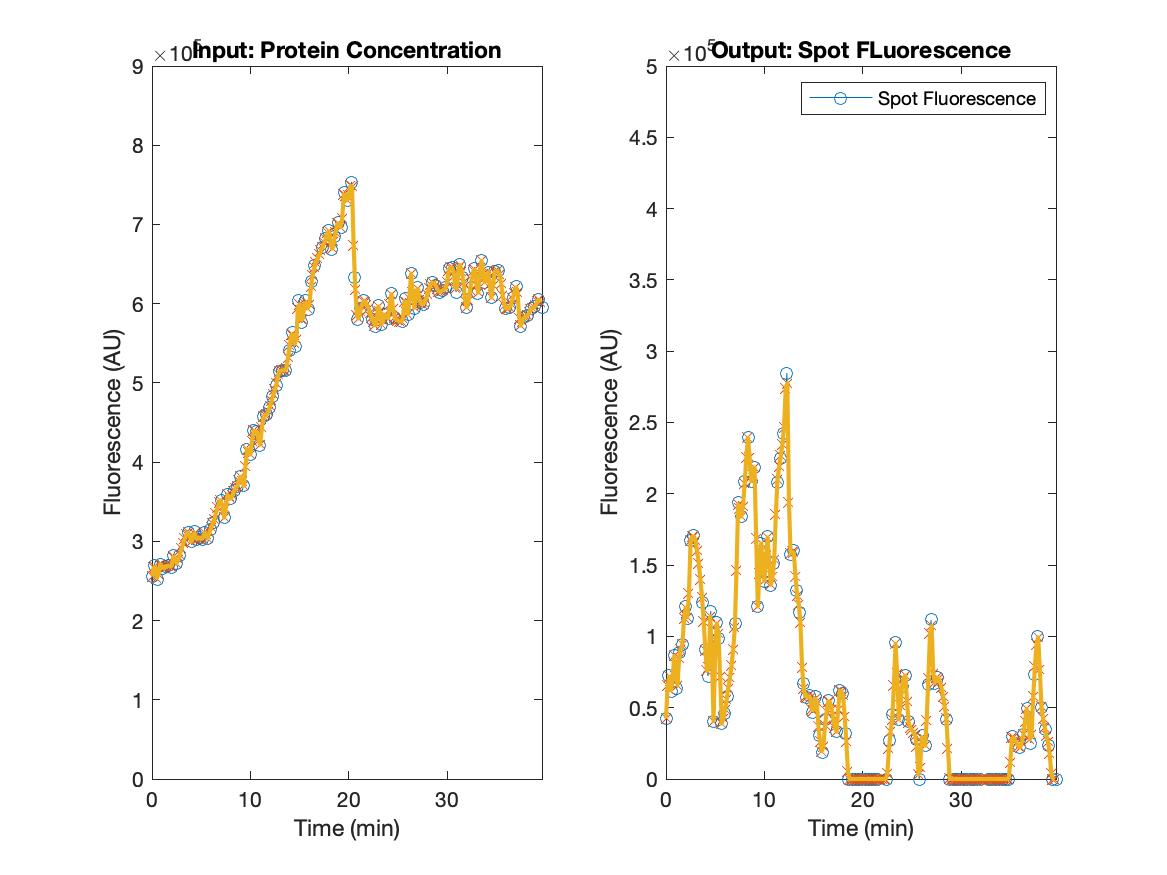 ×10⁵
Input: Protein Concentration
9
8
7
6
5
4
3
2
1
0
0 10 20 30
Fluorescence (AU)
Time (min)
×10⁵
Output: Spot FLuorescence
Spot Fluorescence
5
4.5
4
3.5
3
2.5
2
1.5
1
0.5
0
0 10 20 30
Fluorescence (AU)
Time (min)